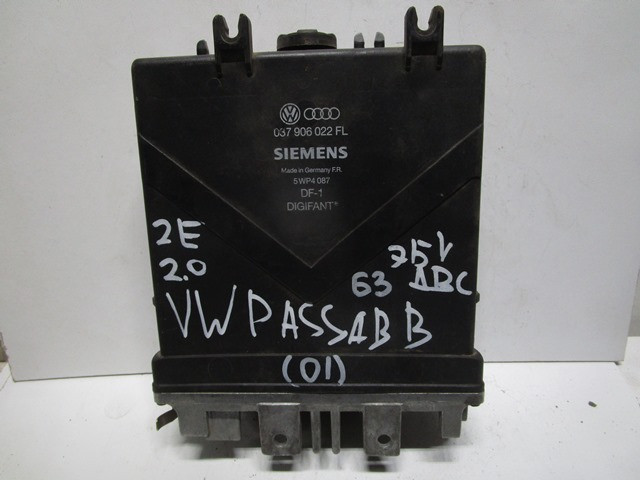 037 906 022 FL
SIEMENS
Made in Germany F.R.
5WP4 087
DF-1
DIGIFANT®
2E
2.0
63
ABC
VW PASSAB B
(01)